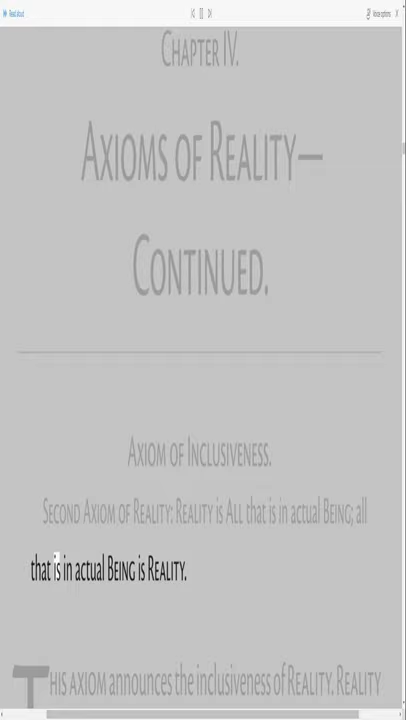 Read aloud
Voice options
CHAPTER IV.
AXIOMS OF REALITY—
CONTINUED.
AXIOM OF INCLUSIVENESS.
SECOND AXIOM OF REALITY: REALITY is ALL that is in actual BEING; all
that is in actual BEING is REALITY.
THIS AXIOM announces the inclusiveness of REALITY. REALITY